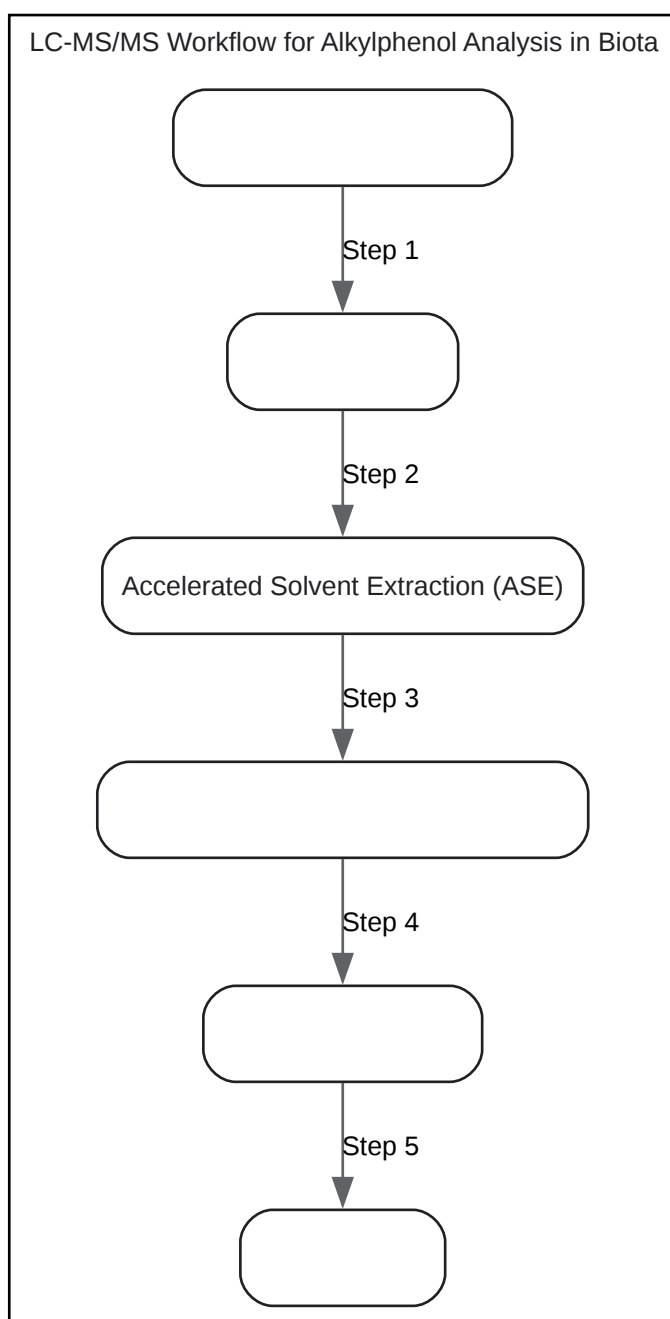 LC-MS/MS Workflow for Alkylphenol Analysis in Biota
Step 1
Step 2
Accelerated Solvent Extraction (ASE)
Step 3
Step 4
Step 5